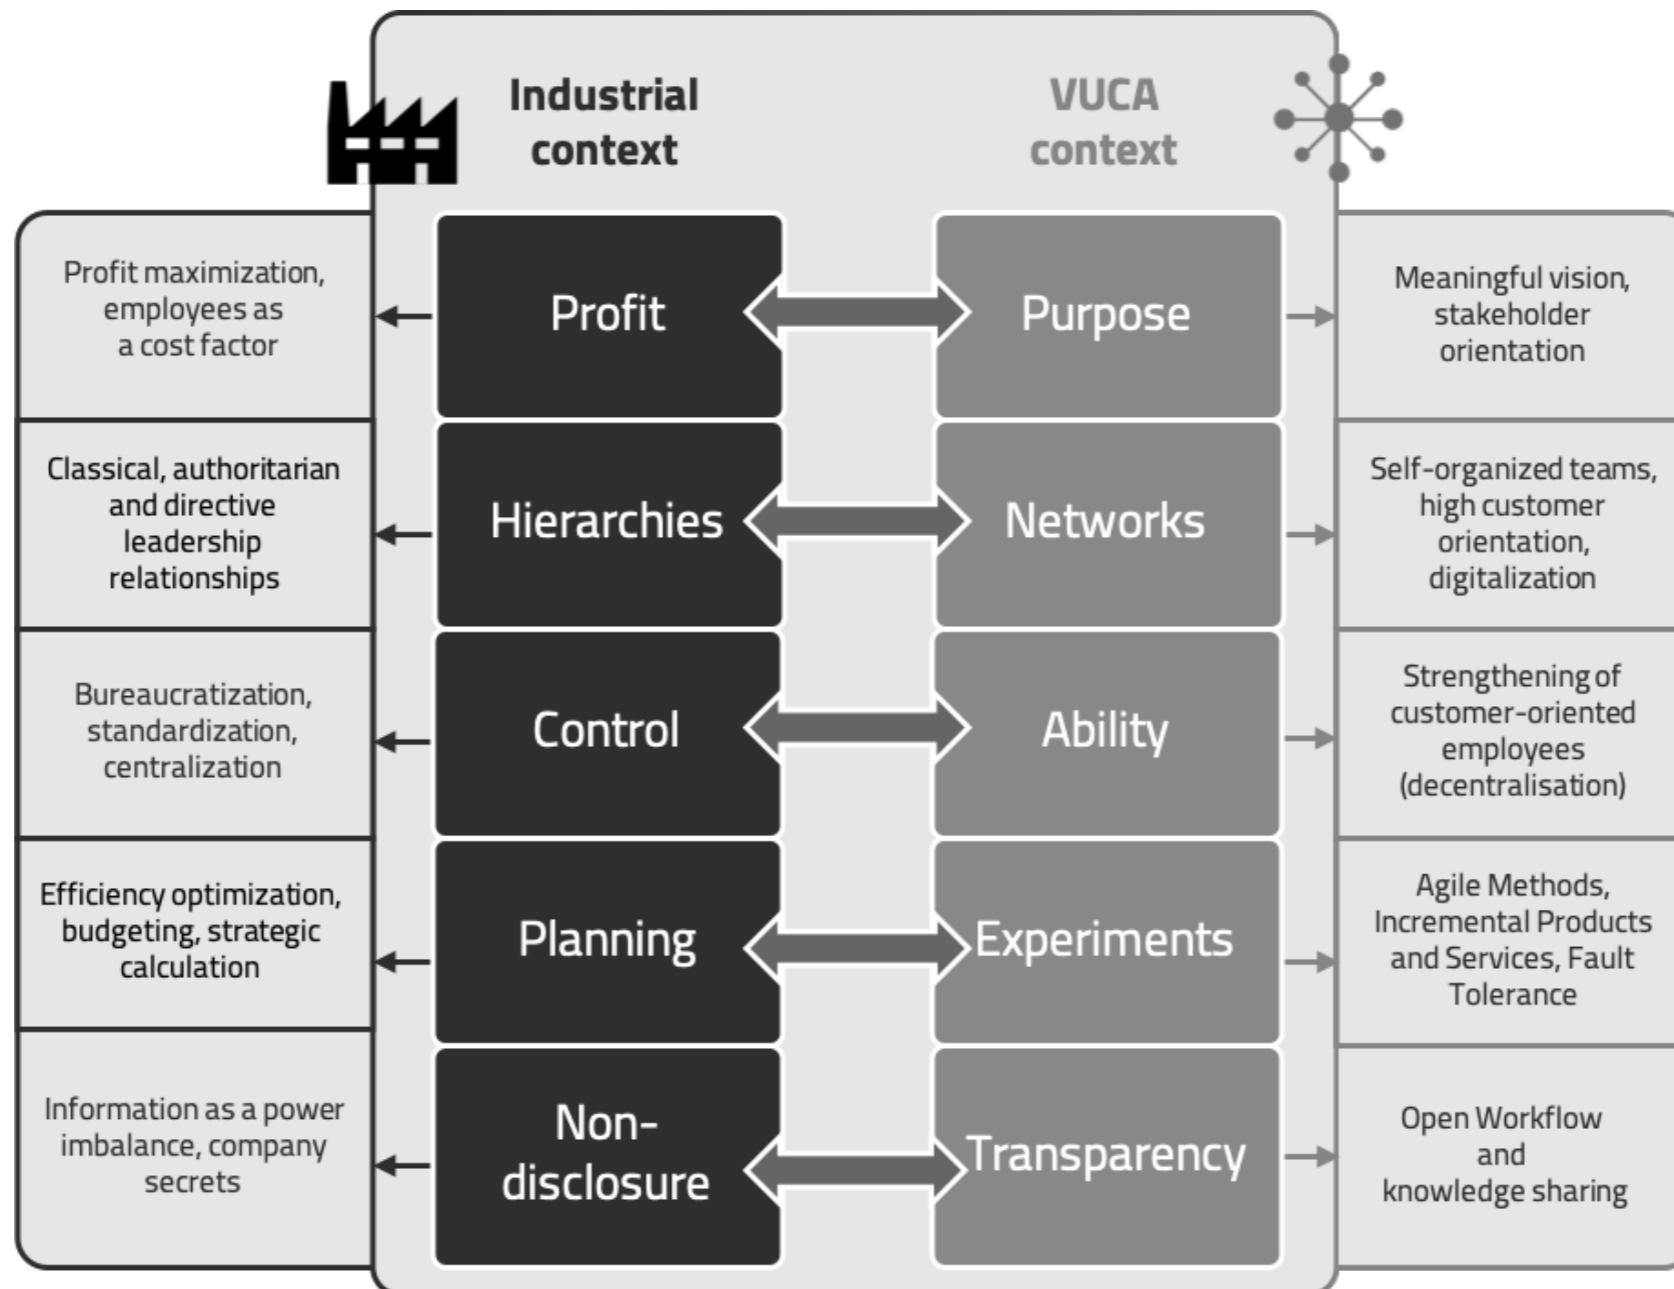 Industrial
context
VUCA
context
Profit maximization,
employees as
a cost factor
Profit
Purpose
Meaningful vision,
stakeholder
orientation
Classical, authoritarian
and directive
leadership
relationships
Hierarchies
Networks
Self-organized teams,
high customer
orientation,
digitalization
Bureaucratization,
standardization,
centralization
Control
Ability
Strengthening of
customer-oriented
employees
(decentralisation)
Efficiency optimization,
budgeting, strategic
calculation
Planning
Experiments
Agile Methods,
Incremental Products
and Services, Fault
Tolerance
Information as a power
imbalance, company
secrets
Non-
disclosure
Transparency
Open Workflow
and
knowledge sharing